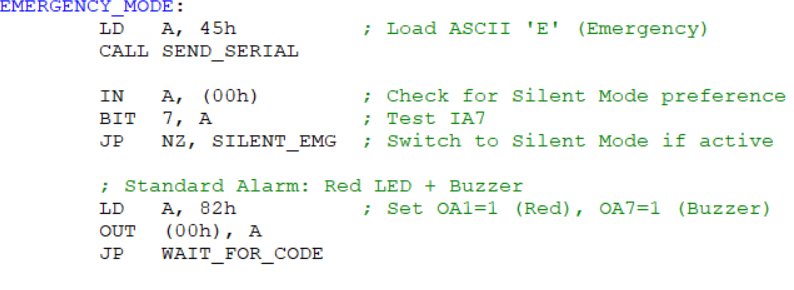 EMERGENCY_MODE:
LD A, 45h ; Load ASCII 'E' (Emergency)
CALL SEND_SERIAL
IN A, (00h) ; Check for Silent Mode preference
BIT 7, A ; Test IA7
JP NZ, SILENT_EMG ; Switch to Silent Mode if active
; Standard Alarm: Red LED + Buzzer
LD A, 82h ; Set OA1=1 (Red), OA7=1 (Buzzer)
OUT (00h), A
JP WAIT_FOR_CODE